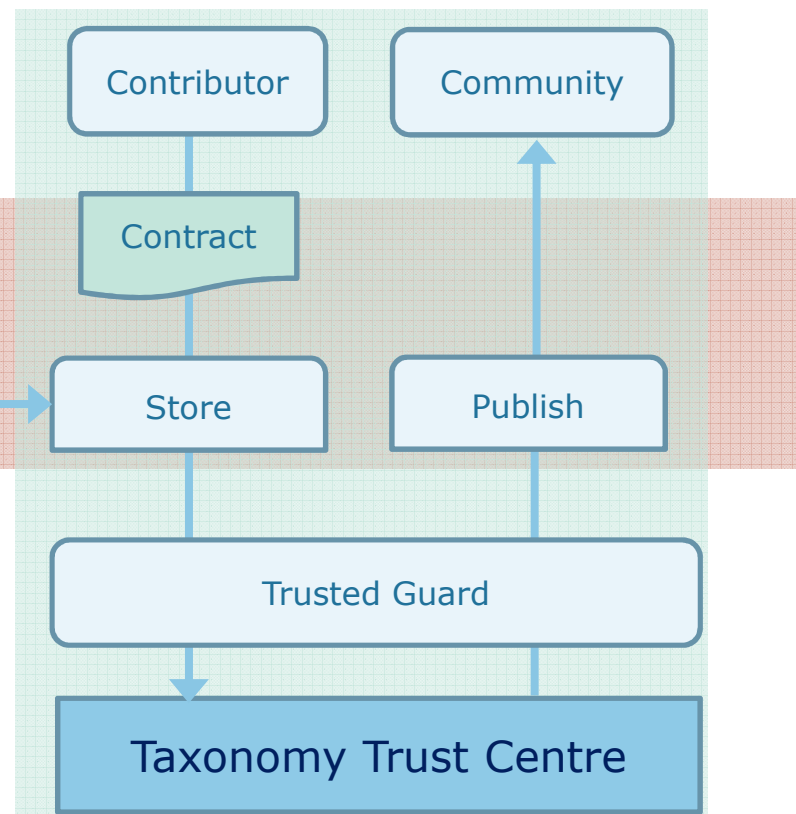 Contributor
Community
Contract
Store
Publish
Trusted Guard
Taxonomy Trust Centre